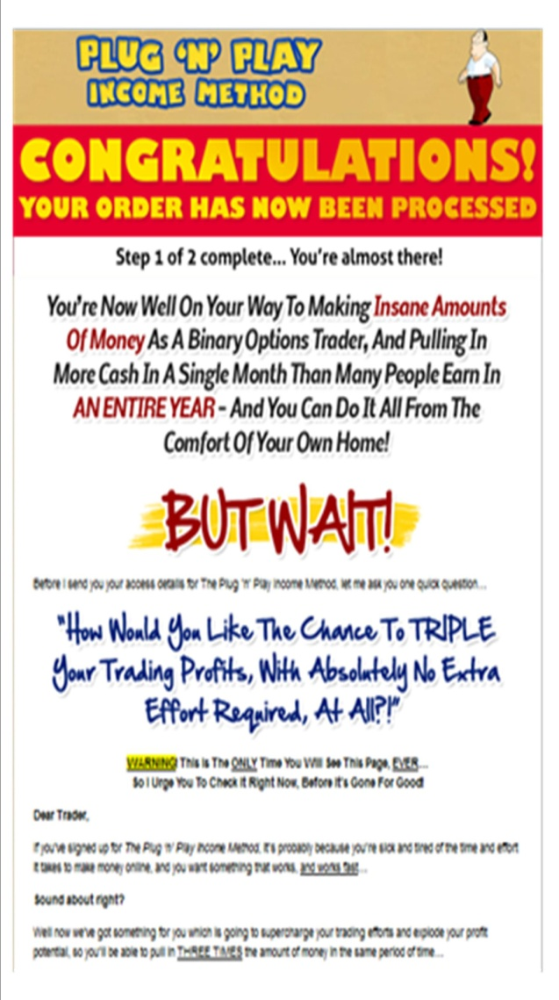 PLUG 'N' PLAY
INCOME METHOD
CONGRATULATIONS!
YOUR ORDER HAS NOW BEEN PROCESSED
Step 1 of 2 complete... You're almost there!
You're Now Well On Your Way To Making Insane Amounts
Of Money As A Binary Options Trader, And Pulling In
More Cash In A Single Month Than Many People Earn In
AN ENTIRE YEAR – And You Can Do It All From The
Comfort Of Your Own Home!
BUT WAIT!
Before I send you your access details for The Plug 'n' Play Income Method, let me ask you one quick question...
"How Would You Like The Chance To TRIPLE
Your Trading Profits, With Absolutely No Extra
Effort Required, At All?!"
WARNING! This Is The ONLY Time You Will See This Page, EVER...
So I Urge You To Check It Right Now, Before It's Gone For Good!
Dear Trader,
If you've signed up for The Plug 'n' Play Income Method, it's probably because you're sick and tired of the time and effort
it takes to make money online, and you want something that works, and works fast...
Sound about right?
Well now we've got something for you which is going to supercharge your trading efforts and explode your profit
potential, so you'll be able to pull in THREE TIMES the amount of money in the same period of time...